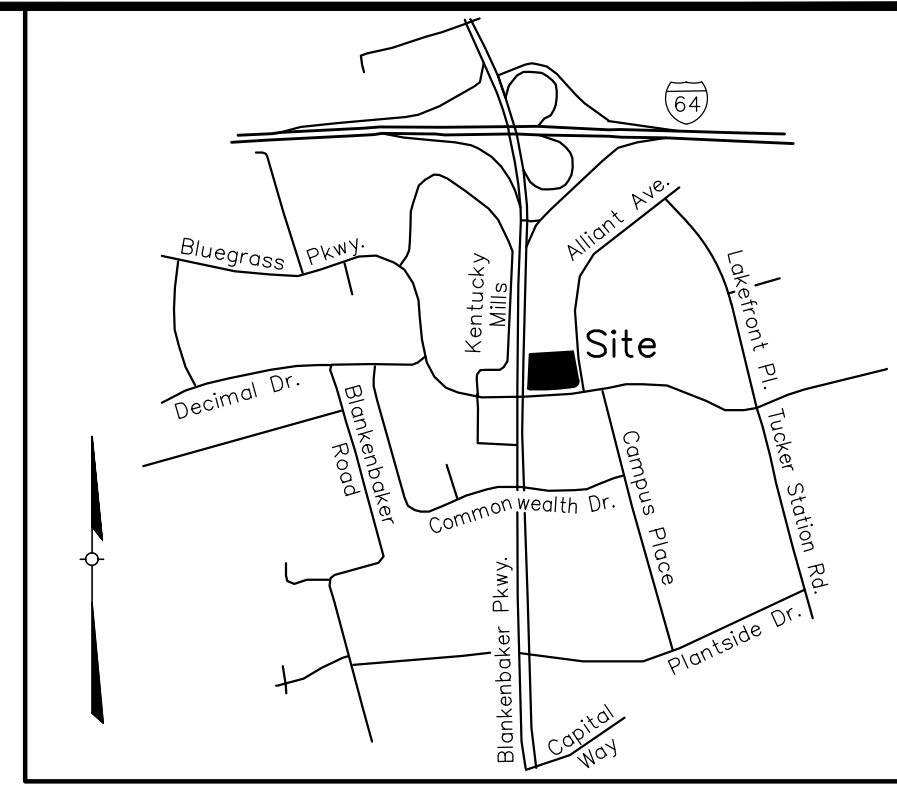 64
Alliant Ave.
Bluegrass Pkwy.
Lakefront Pl.
Kentucky
Mills
Site
Decimal Dr.
Blankenbaker
Road
Tucker Station Rd.
Campus Place
Commonwealth Dr.
Blankenbaker Pkwy.
Plantside Dr.
Capital
Way